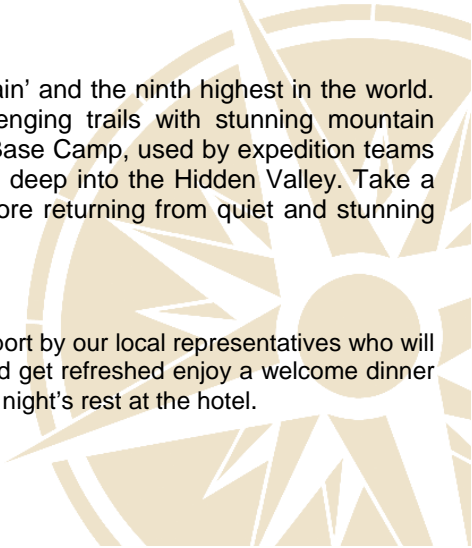 ain’ and the ninth highest in the world.
enging trails with stunning mountain
Base Camp, used by expedition teams
deep into the Hidden Valley. Take a
ore returning from quiet and stunning
port by our local representatives who will
d get refreshed enjoy a welcome dinner
night’s rest at the hotel.